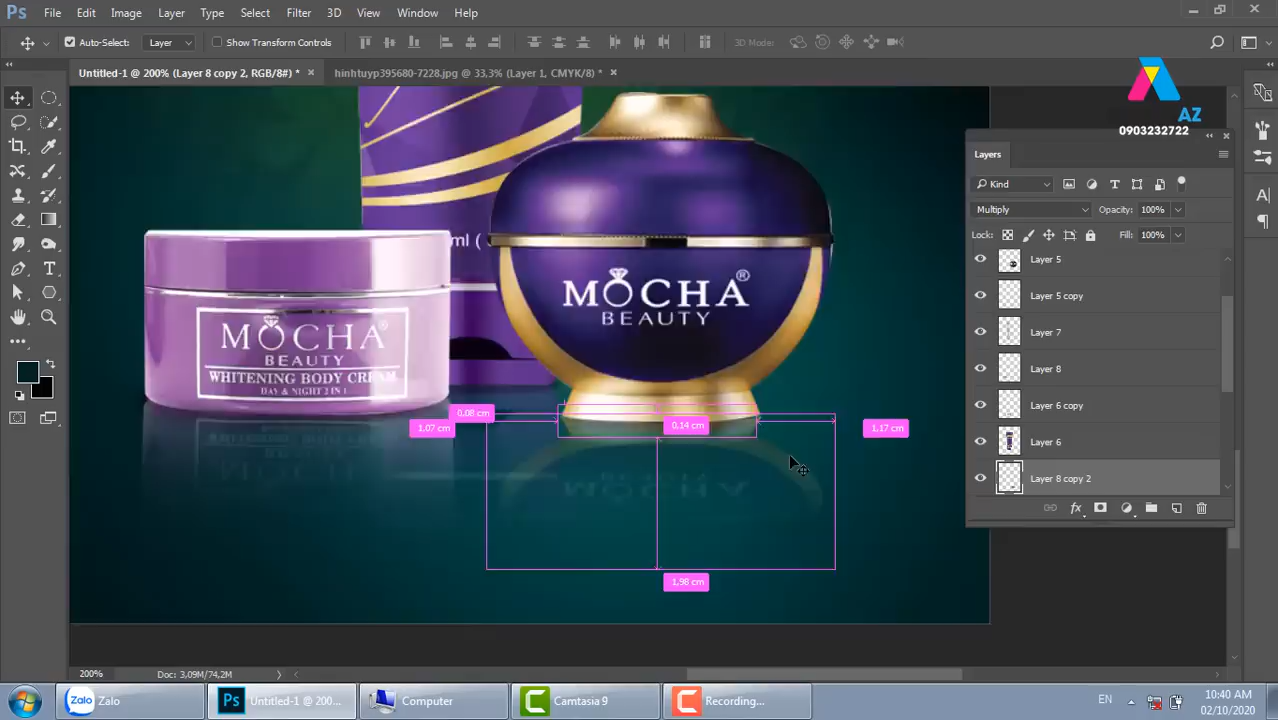 Ps File Edit Image Layer Type Select Filter 3D View Window Help
Auto-Select: Layer Show Transform Controls 3D Mode:
Untitled-1 @ 200% (Layer 8 copy 2, RGB/8#) * × hinhtuyp395680-7228.jpg @ 33,3% (Layer 1, CMYK/8) * ×
AZ
0903232722
Layers
Kind
Multiply Opacity: 100%
Lock: Fill: 100%
Layer 5
Layer 5 copy
Layer 7
Layer 8
Layer 6 copy
Layer 6
Layer 8 copy 2
fx
ml (
MOCHA®
BEAUTY
MOCHA®
BEAUTY
WHITENING BODY CREAM
DAY & NIGHT 2 IN 1
0,08 cm
1.07 cm
0,14 cm
1.17 cm
1,98 cm
200% Doc: 3,09M/74,2M
Zalo Zalo
Ps Untitled-1 @ 200...
Computer
C Camtasia 9
C Recording...
EN
10:40 AM
02/10/2020